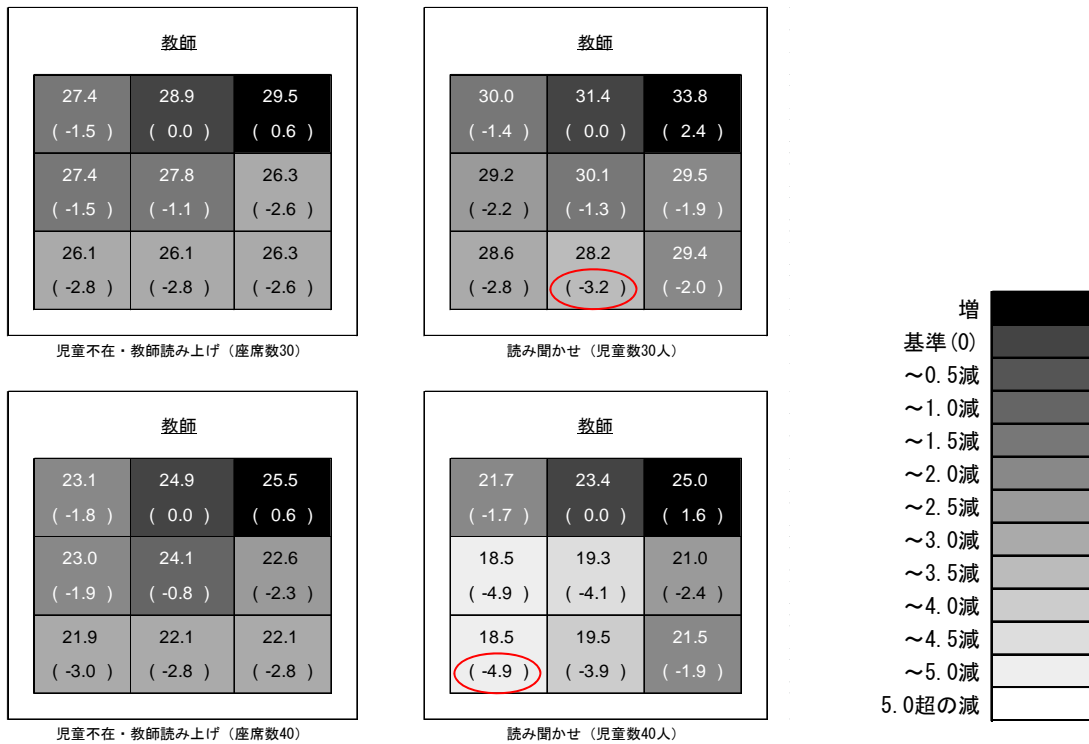 教師
27.4 28.9 29.5
( -1.5 ) ( 0.0 ) ( 0.6 )
27.4 27.8 26.3
( -1.5 ) ( -1.1 ) ( -2.6 )
26.1 26.1 26.3
( -2.8 ) ( -2.8 ) ( -2.6 )
児童不在・教師読み上げ（座席数30）
教師
30.0 31.4 33.8
( -1.4 ) ( 0.0 ) ( 2.4 )
29.2 30.1 29.5
( -2.2 ) ( -1.3 ) ( -1.9 )
28.6 28.2 29.4
( -2.8 ) ( -3.2 ) ( -2.0 )
読み聞かせ（児童数30人）
教師
23.1 24.9 25.5
( -1.8 ) ( 0.0 ) ( 0.6 )
23.0 24.1 22.6
( -1.9 ) ( -0.8 ) ( -2.3 )
21.9 22.1 22.1
( -3.0 ) ( -2.8 ) ( -2.8 )
児童不在・教師読み上げ（座席数40）
教師
21.7 23.4 25.0
( -1.7 ) ( 0.0 ) ( 1.6 )
18.5 19.3 21.0
( -4.9 ) ( -4.1 ) ( -2.4 )
18.5 19.5 21.5
( -4.9 ) ( -3.9 ) ( -1.9 )
読み聞かせ（児童数40人）
増
基準(0)
～0.5減
～1.0減
～1.5減
～2.0減
～2.5減
～3.0減
～3.5減
～4.0減
～4.5減
～5.0減
5.0超の減